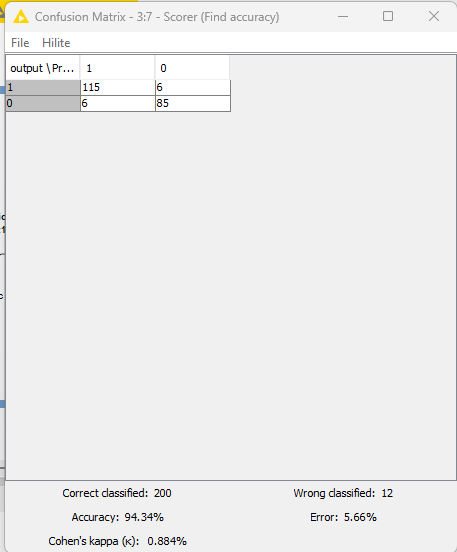 Confusion Matrix - 3:7 - Scorer (Find accuracy)
File Hilite
output \Pr... 1 0
1 115 6
0 6 85
Correct classified: 200 Wrong classified: 12
Accuracy: 94.34% Error: 5.66%
Cohen's kappa (κ): 0.884%